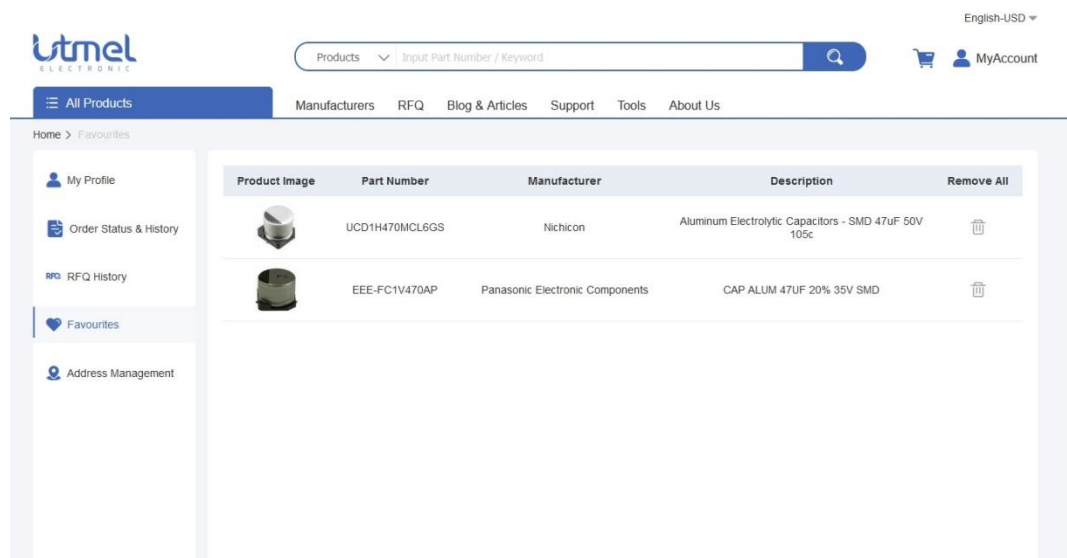 English-USD
utmel
ELECTRONIC
Products Input Part Number / Keyword
MyAccount
All Products
Manufacturers RFQ Blog & Articles Support Tools About Us
Home > Favourites
My Profile
Order Status & History
RFQ RFQ History
Favourites
Address Management
Product Image Part Number Manufacturer Description Remove All
UCD1H470MCL6GS Nichicon Aluminum Electrolytic Capacitors - SMD 47uF 50V
105c
EEE-FC1V470AP Panasonic Electronic Components CAP ALUM 47UF 20% 35V SMD